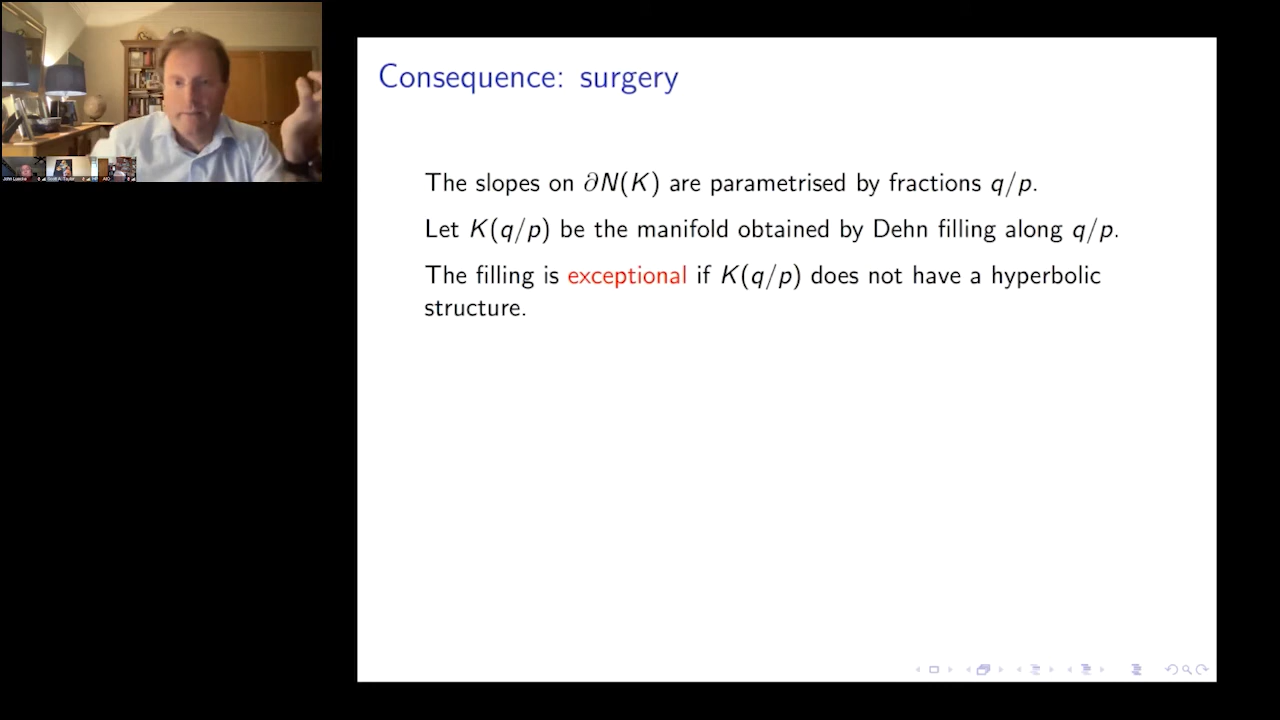 Consequence: surgery
The slopes on ∂N(K) are parametrised by fractions q/p.
Let K(q/p) be the manifold obtained by Dehn filling along q/p.
The filling is exceptional if K(q/p) does not have a hyperbolic
structure.